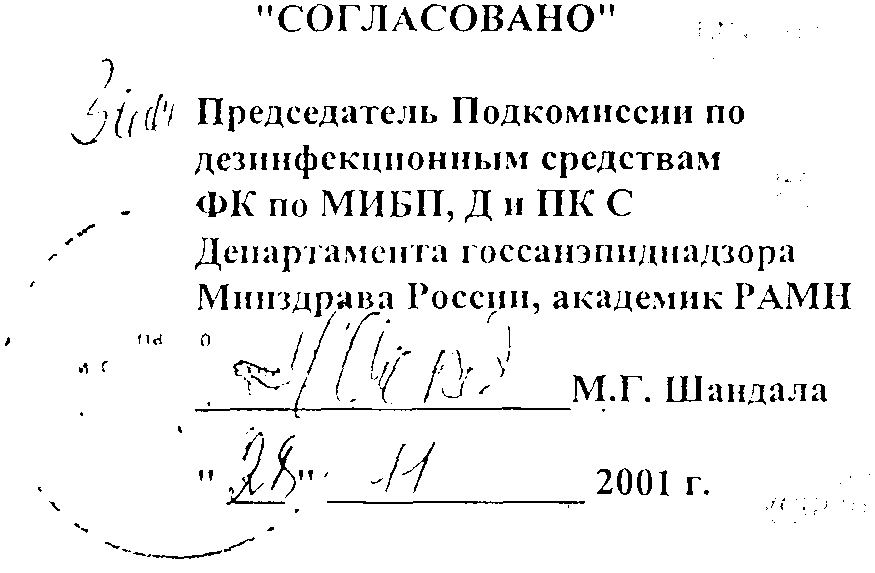 "СОГЛАСОВАНО"
Зам Председатель Подкомиссии по
дезинфекционным средствам
ФК по МИБП, Д и ПК С
Департамента госсанэпиднадзора
Минздрава России, академик РАМН
М.Г. Шандала
"28" 11 2001 г.